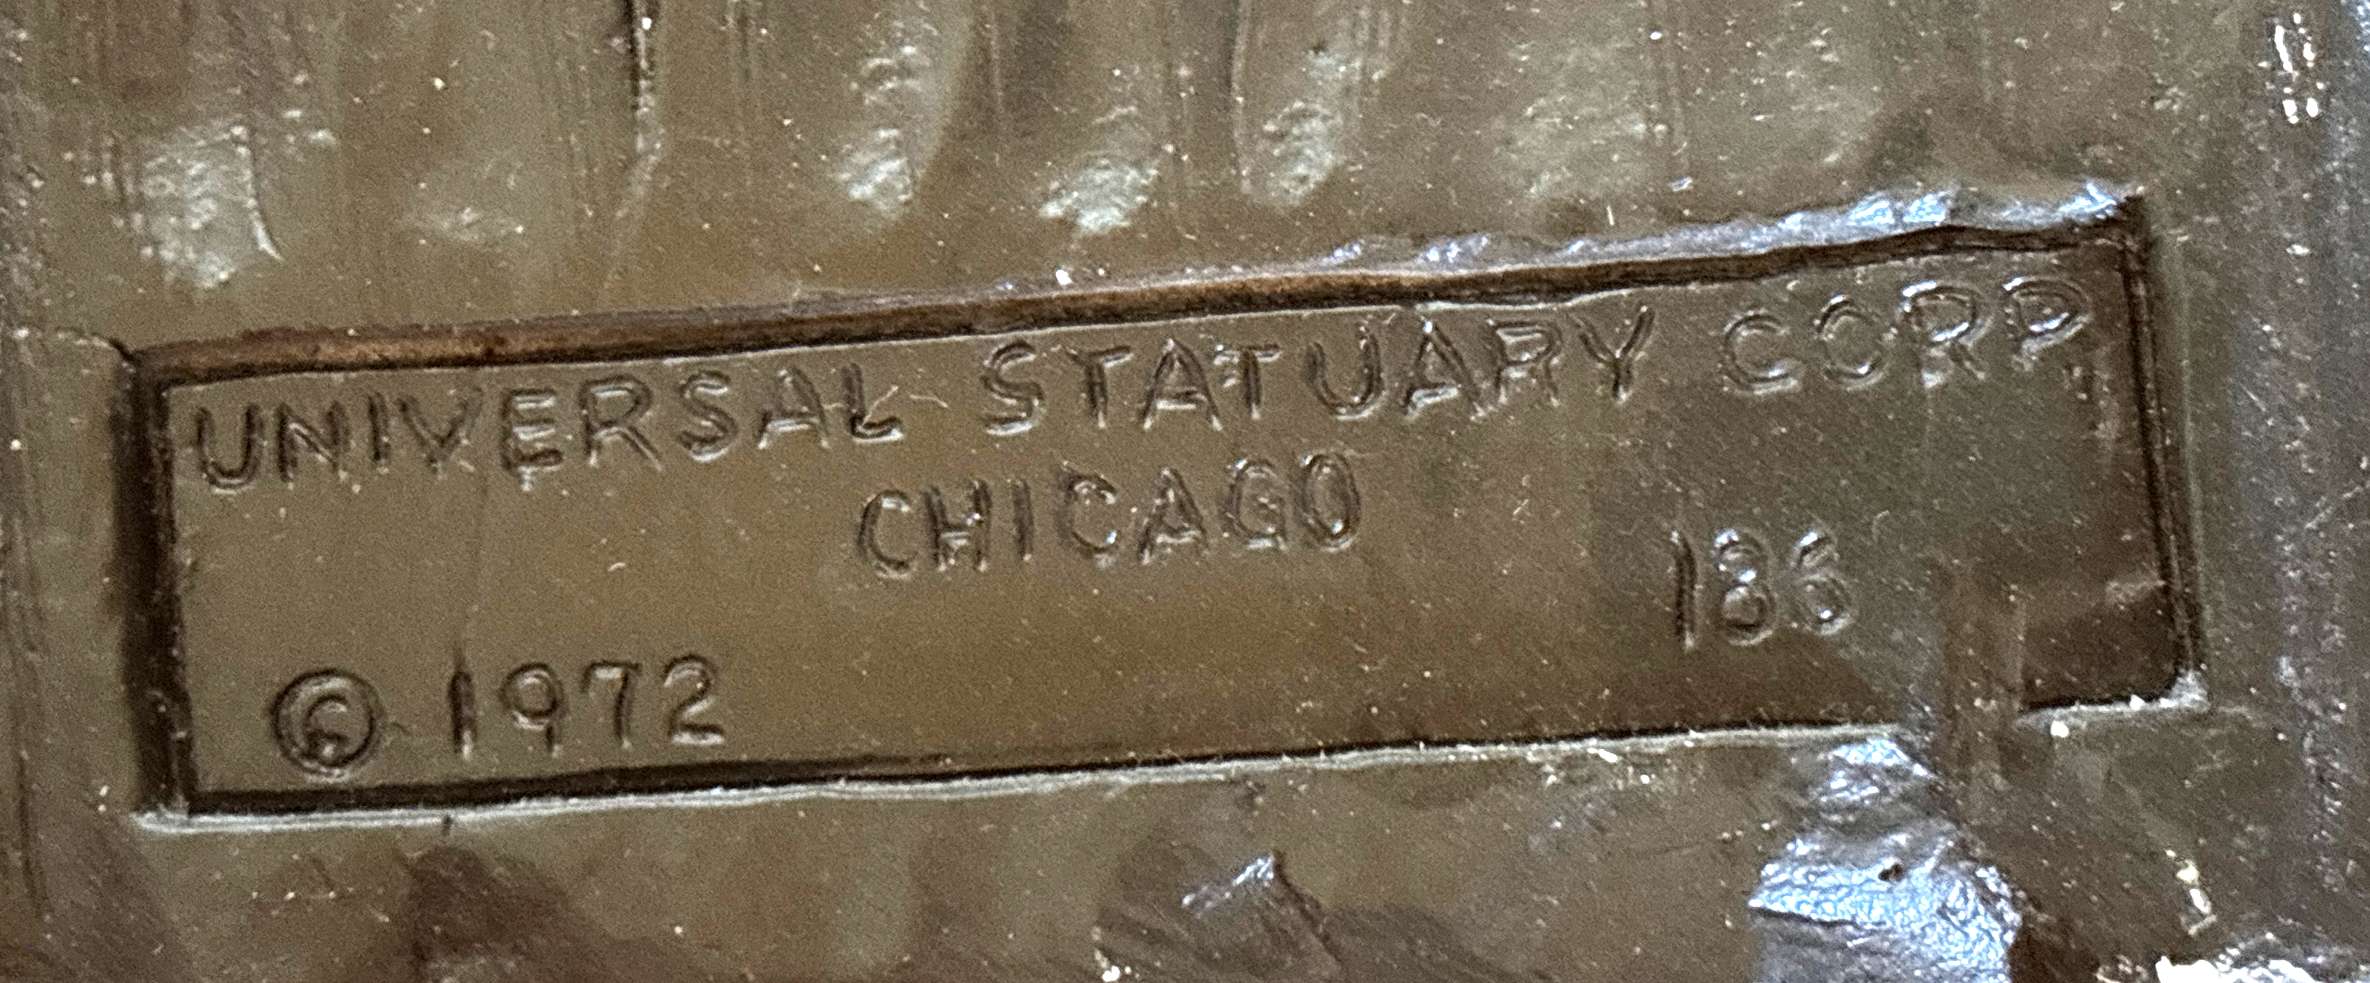 UNIVERSAL STATUARY CORP.
CHICAGO
186
© 1972